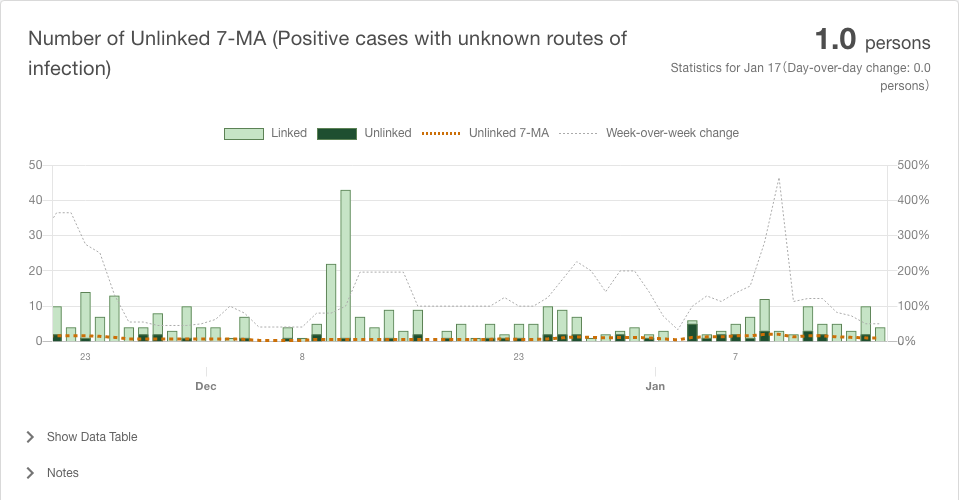 Number of Unlinked 7-MA (Positive cases with unknown routes of
infection)
1.0 persons
Statistics for Jan 17(Day-over-day change: 0.0
persons)
Linked Unlinked Unlinked 7-MA Week-over-week change
50 500%
40 400%
30 300%
20 200%
10 100%
0 0%
23 8 23 7
Dec Jan
Show Data Table
Notes